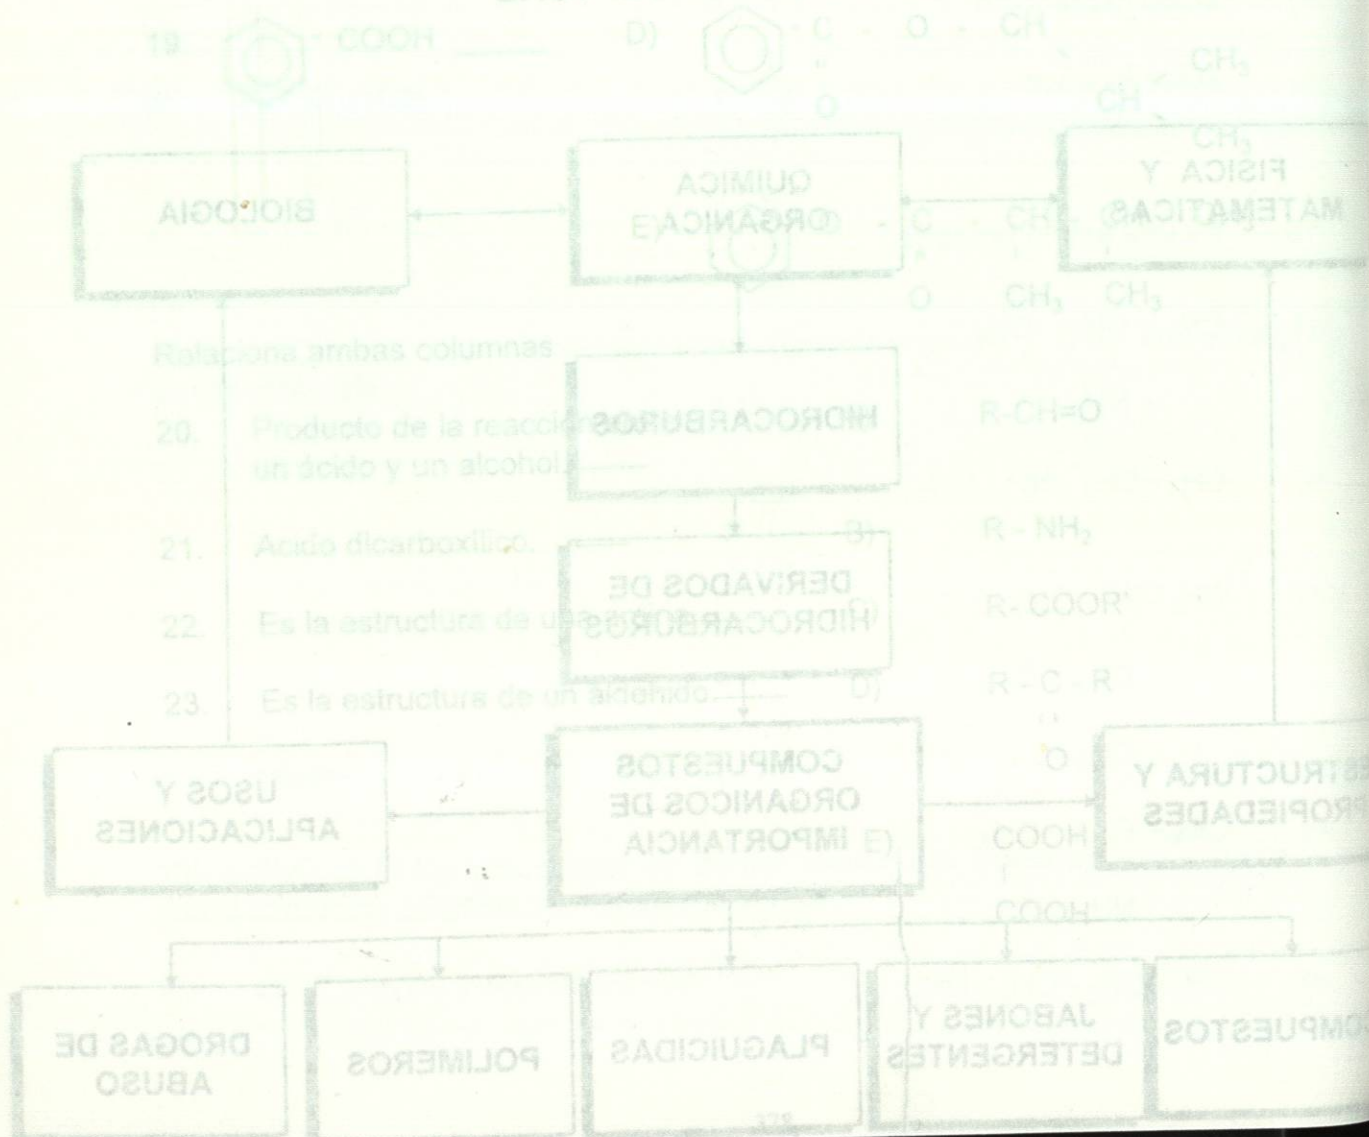 19. COOH D) C - O - CH
CH₃
CH
O
CH₃
BIOLOGIA
QUIMICA
ORGANICA
FISICA Y
MATEMATICAS
E) O - C - CH - CH - CH₃
O CH₃ CH₃
Relaciona ambas columnas
HIDROCARBUROS
20. Producto de la reacción
un ácido y un alcohol.
R-CH=O
21. Acido dicarboxílico.
B) R - NH₂
DERIVADOS DE
HIDROCARBUROS
22. Es la estructura de una
R- COOR'
23. Es la estructura de un aldehido.
D) R - C - R
O
USOS Y
APLICACIONES
COMPUESTOS
ORGANICOS DE
IMPORTANCIA
ESTRUCTURA Y
PROPIEDADES
E) COOH
COOH
DROGAS DE
ABUSO
POLIMEROS
PLAGUICIDAS
JABONES Y
DETERGENTES
COMPUESTOS